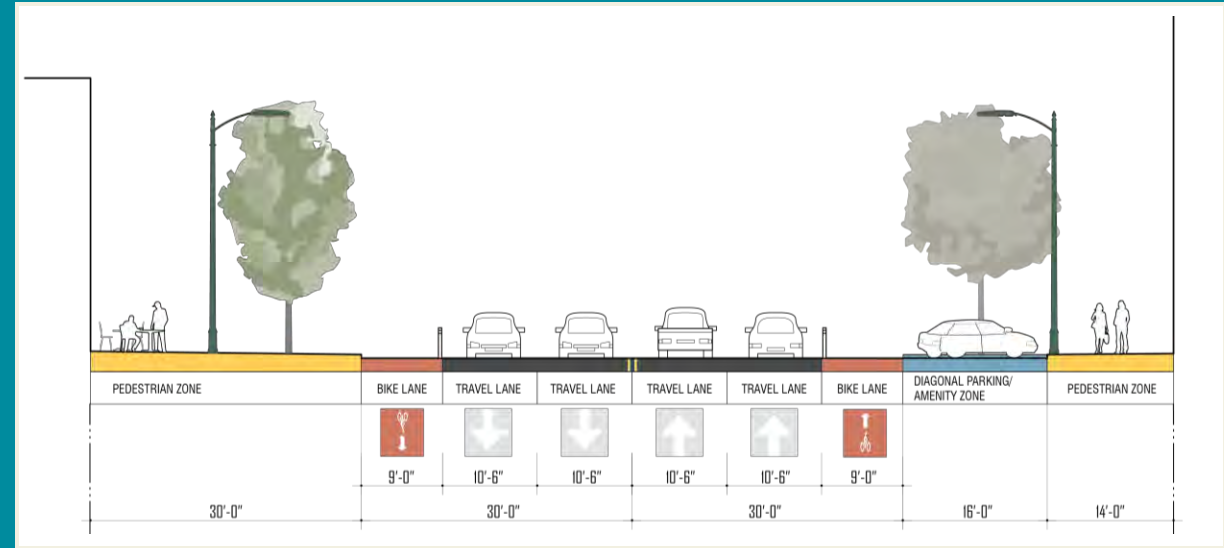 PEDESTRIAN ZONE
BIKE LANE
TRAVEL LANE
TRAVEL LANE
TRAVEL LANE
TRAVEL LANE
BIKE LANE
DIAGONAL PARKING/
AMENITY ZONE
PEDESTRIAN ZONE
9'-0"
10'-6"
10'-6"
10'-6"
10'-6"
9'-0"
30'-0"
30'-0"
30'-0"
16'-0"
14'-0"